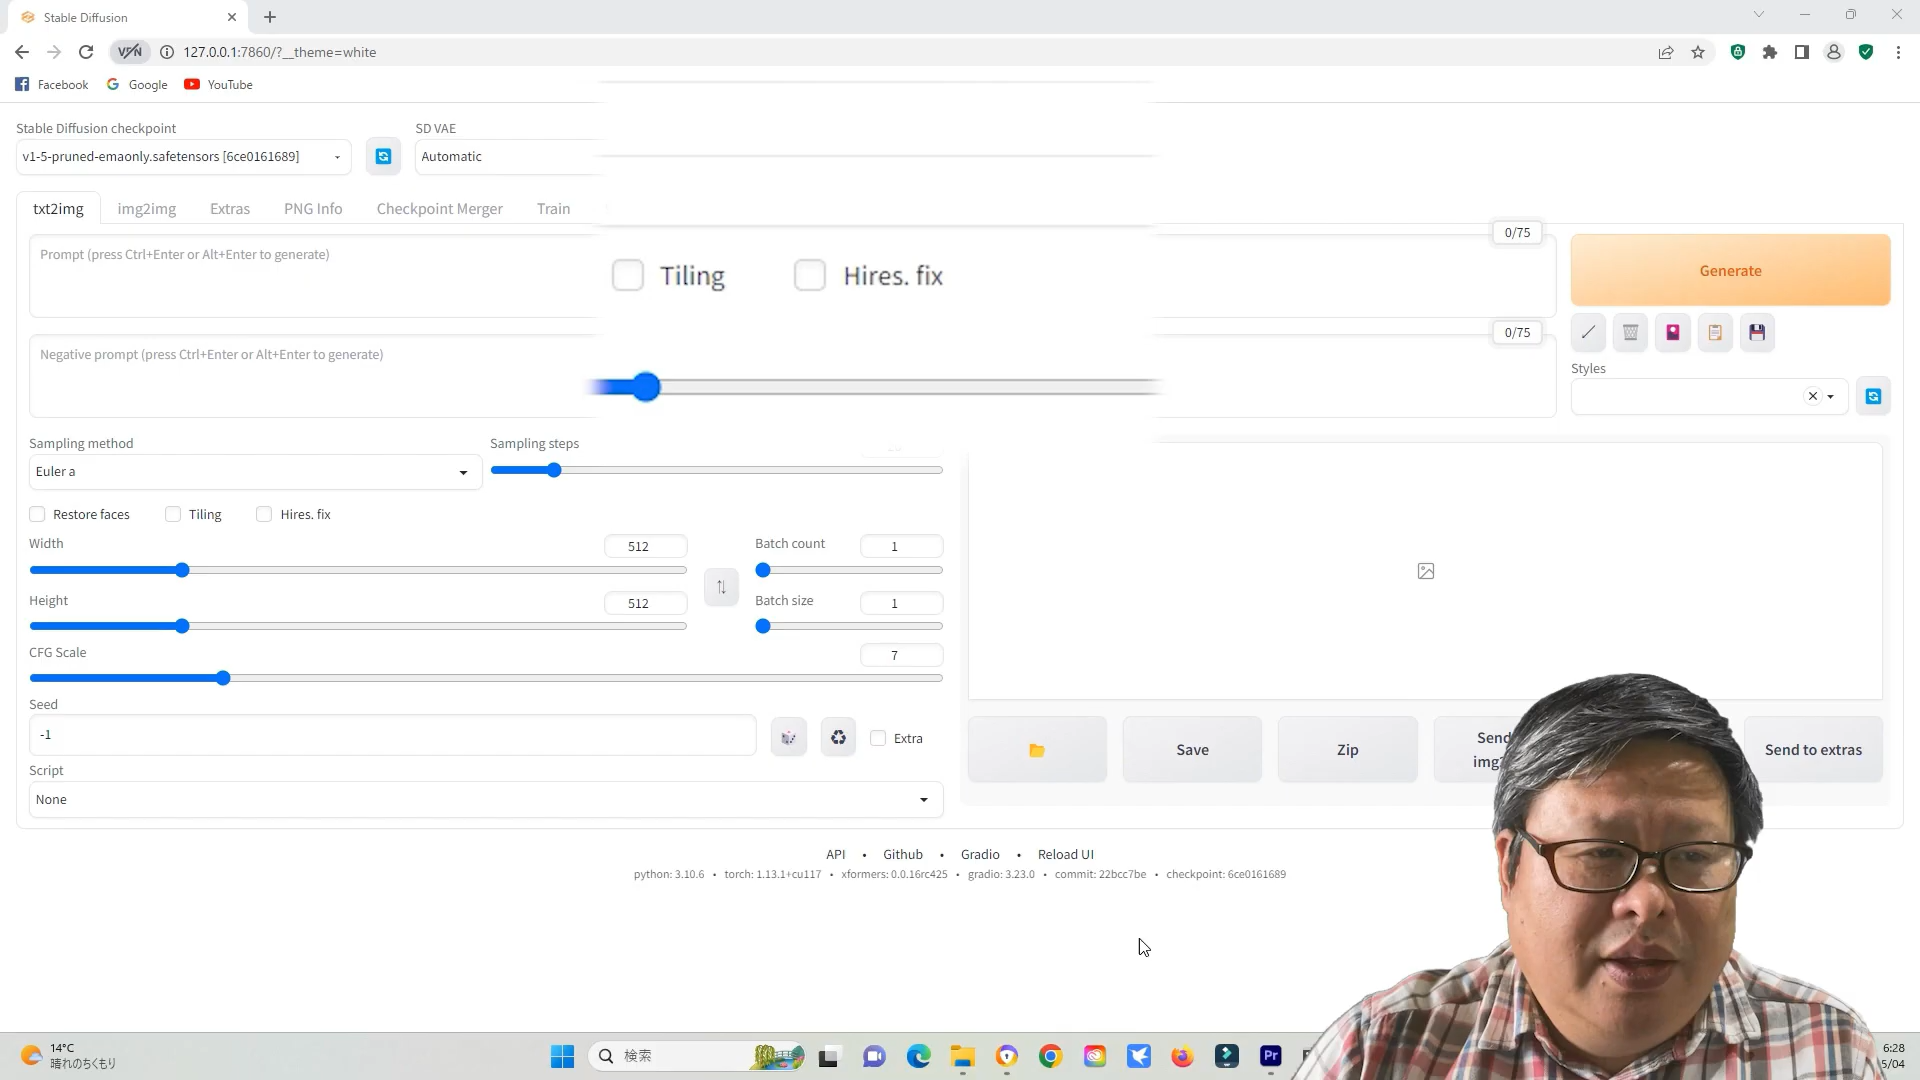 Stable Diffusion
VPN
127.0.0.1:7860/?__theme=white
Facebook Google YouTube
Stable Diffusion checkpoint
SD VAE
v1-5-pruned-emaonly.safetensors [6ce0161689]
Automatic
txt2img img2img Extras PNG Info Checkpoint Merger Train
0/75
Prompt (press Ctrl+Enter or Alt+Enter to generate)
Generate
Tiling Hires. fix
0/75
Negative prompt (press Ctrl+Enter or Alt+Enter to generate)
Styles
Sampling method
Sampling steps
Euler a
Restore faces Tiling Hires. fix
Width 512
Batch count 1
Height 512
Batch size 1
CFG Scale 7
Seed
-1
Extra
Save
Zip
Send
Send to extras
Script
None
API • Github • Gradio • Reload UI
python: 3.10.6 • torch: 1.13.1+cu117 • xformers: 0.0.16rc425 • gradio: 3.23.0 • commit: 22bcc7be • checkpoint: 6ce0161689
14°C
晴れのちくもり
検索
Pr
6:28
5/04